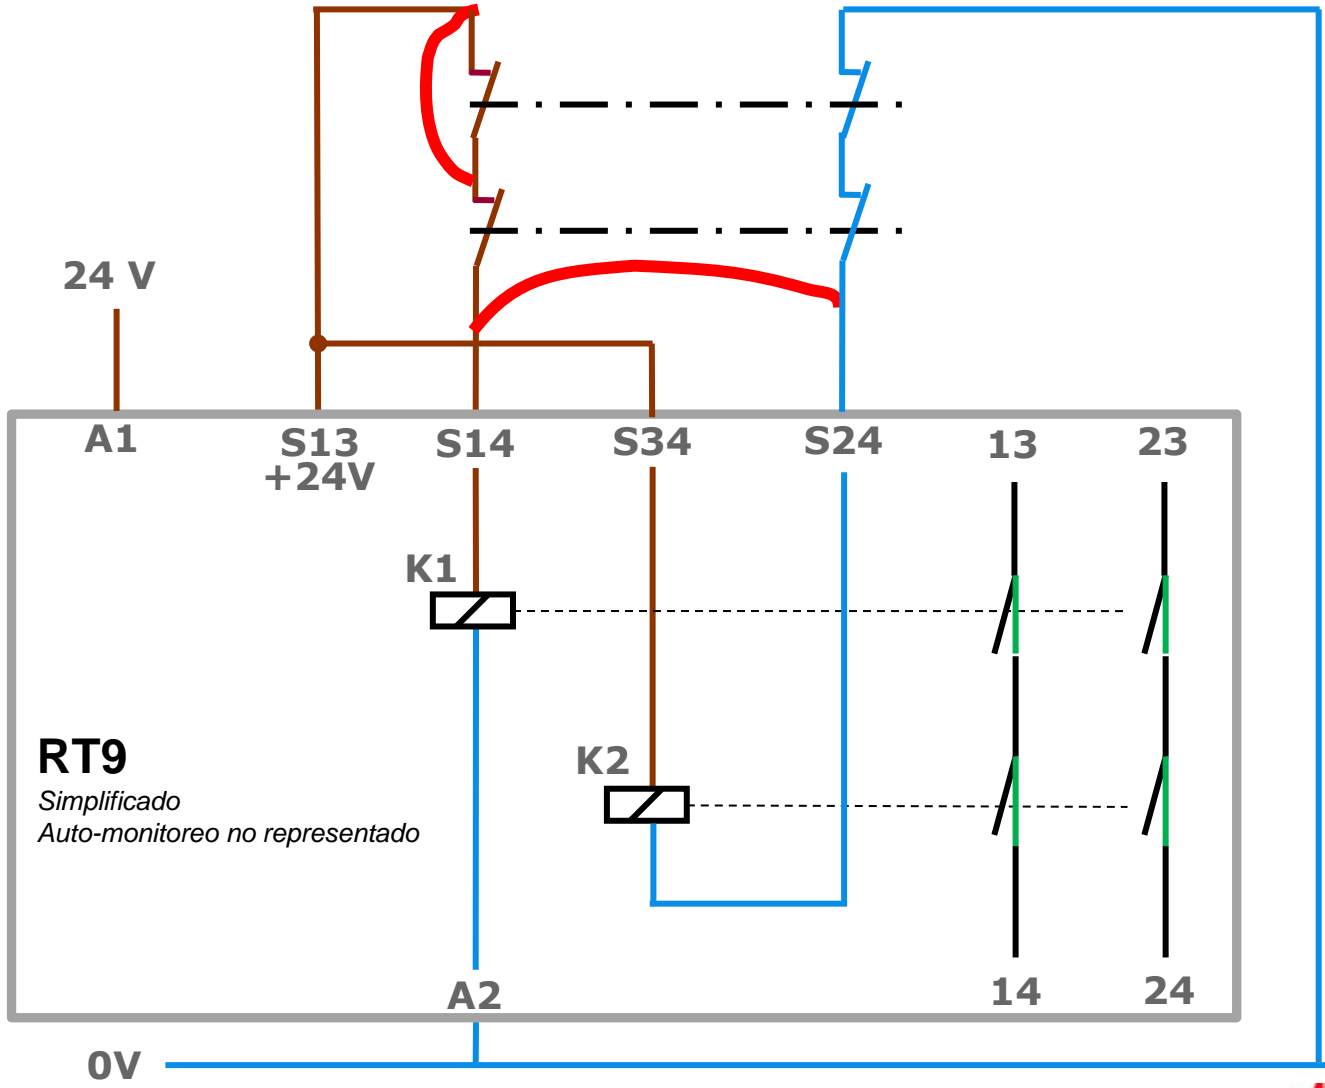 24 V
A1
S13
+24V
S14
S34
S24
13
23
K1
K2
RT9
Simplificado
Auto-monitoreo no representado
A2
14
24
0V